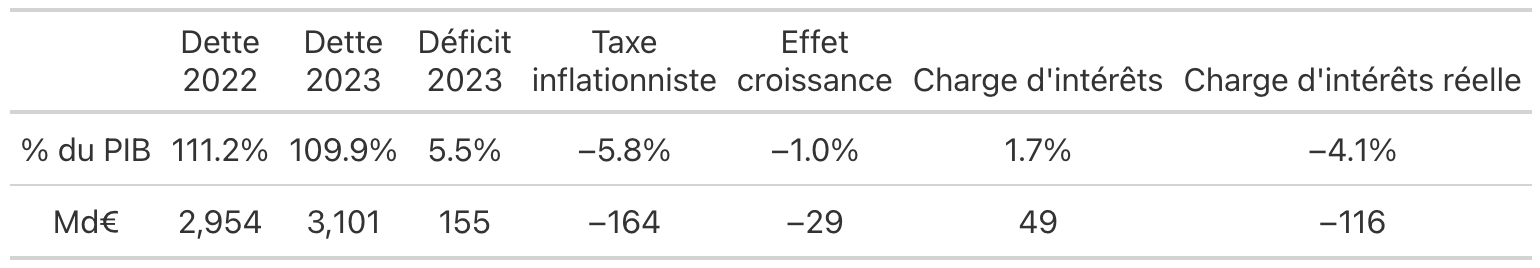 Dette Dette Déficit Taxe Effet
2022 2023 2023 inflationniste croissance Charge d'intérêts Charge d'intérêts réelle
% du PIB 111.2% 109.9% 5.5% −5.8% −1.0% 1.7% −4.1%
Md€ 2,954 3,101 155 −164 −29 49 −116